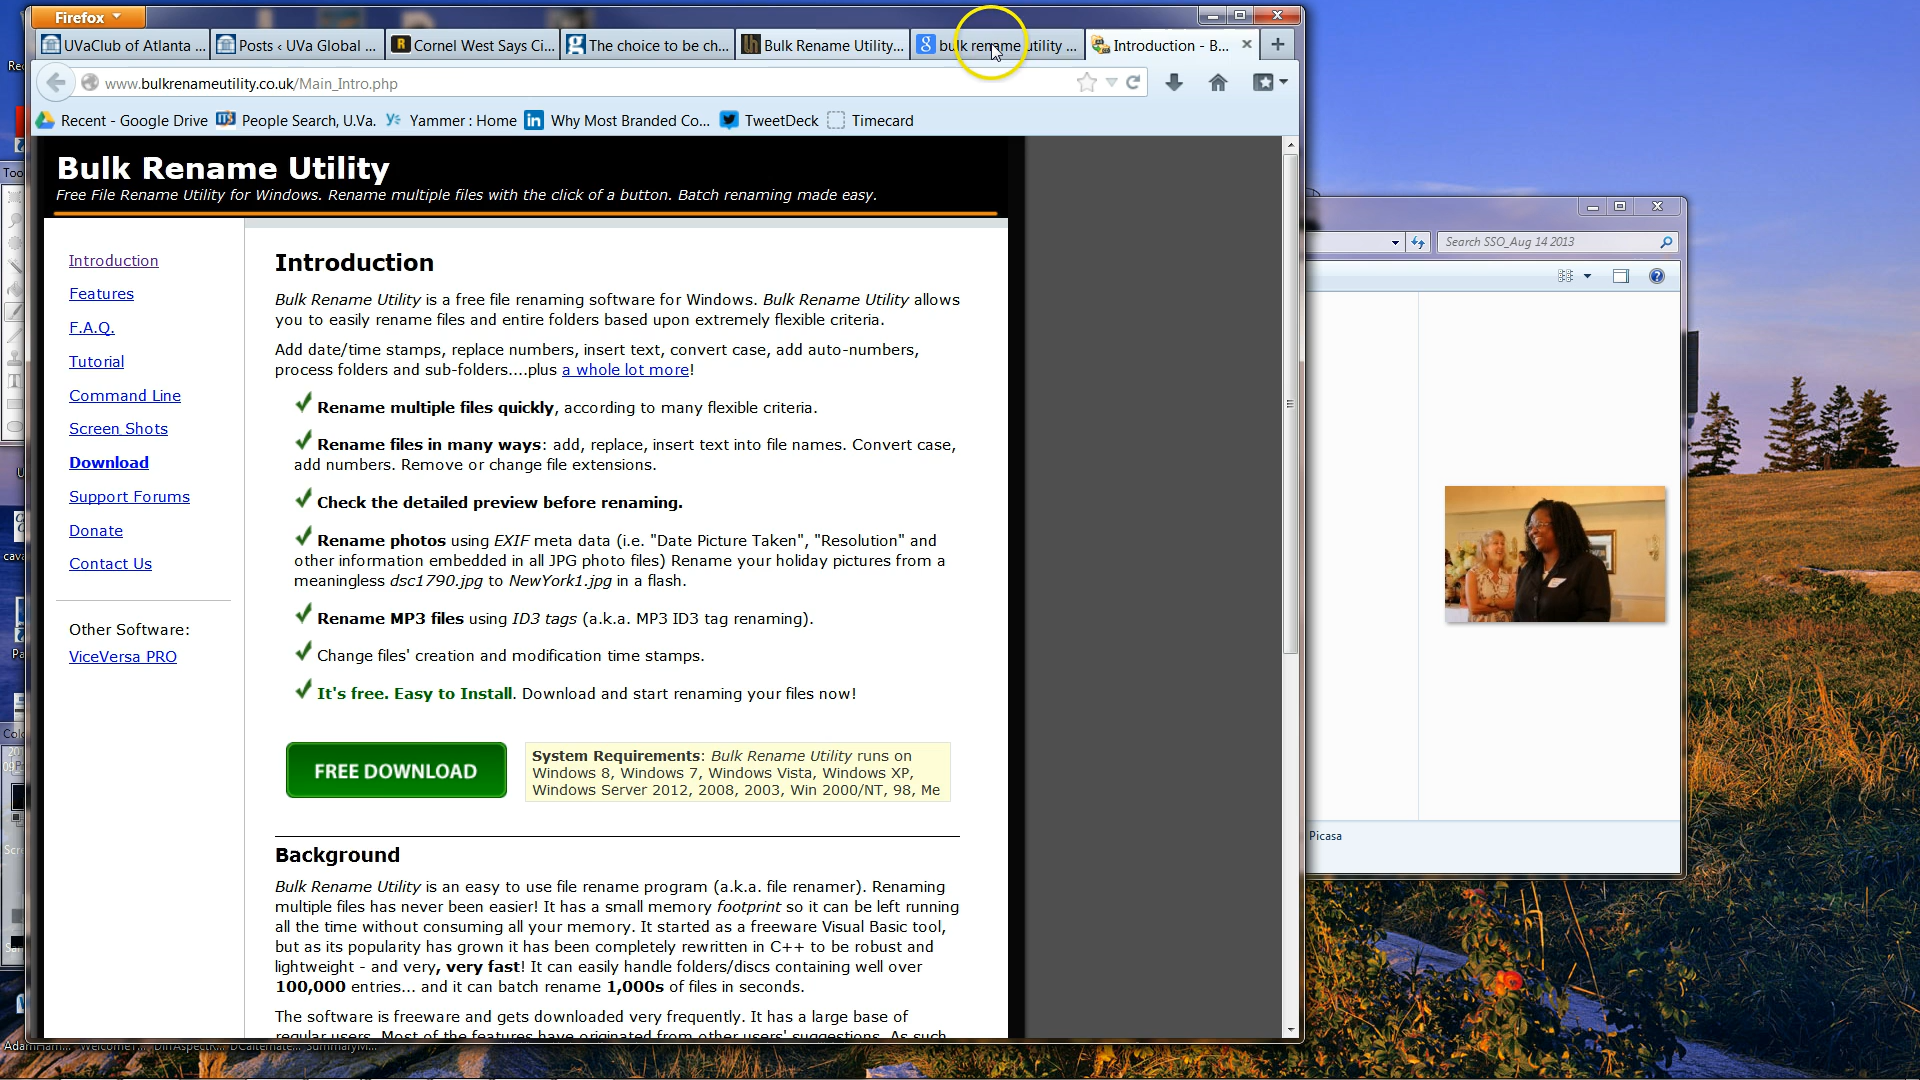 Firefox
UVaClub of Atlanta ...
Posts ‹ UVa Global ...
Cornel West Says Ci...
The choice to be ch...
Bulk Rename Utility...
bulk rename utility ...
Introduction - B...
www.bulkrenameutility.co.uk/Main_Intro.php
Recent - Google Drive
People Search, U.Va.
Yammer : Home
Why Most Branded Co...
TweetDeck
Timecard
Bulk Rename Utility
Free File Rename Utility for Windows. Rename multiple files with the click of a button. Batch renaming made easy.
Introduction
Features
F.A.Q.
Tutorial
Command Line
Screen Shots
Download
Support Forums
Donate
Contact Us
Other Software:
ViceVersa PRO
Introduction
Bulk Rename Utility is a free file renaming software for Windows. Bulk Rename Utility allows
you to easily rename files and entire folders based upon extremely flexible criteria.
Add date/time stamps, replace numbers, insert text, convert case, add auto-numbers,
process folders and sub-folders....plus a whole lot more!
Rename multiple files quickly, according to many flexible criteria.
Rename files in many ways: add, replace, insert text into file names. Convert case,
add numbers. Remove or change file extensions.
Check the detailed preview before renaming.
Rename photos using EXIF meta data (i.e. "Date Picture Taken", "Resolution" and
other information embedded in all JPG photo files) Rename your holiday pictures from a
meaningless dsc1790.jpg to NewYork1.jpg in a flash.
Rename MP3 files using ID3 tags (a.k.a. MP3 ID3 tag renaming).
Change files' creation and modification time stamps.
It's free. Easy to Install. Download and start renaming your files now!
FREE DOWNLOAD
System Requirements: Bulk Rename Utility runs on
Windows 8, Windows 7, Windows Vista, Windows XP,
Windows Server 2012, 2008, 2003, Win 2000/NT, 98, Me
Background
Bulk Rename Utility is an easy to use file rename program (a.k.a. file renamer). Renaming
multiple files has never been easier! It has a small memory footprint so it can be left running
all the time without consuming all your memory. It started as a freeware Visual Basic tool,
but as its popularity has grown it has been completely rewritten in C++ to be robust and
lightweight - and very, very fast! It can easily handle folders/discs containing well over
100,000 entries... and it can batch rename 1,000s of files in seconds.
The software is freeware and gets downloaded very frequently. It has a large base of
regular users. Most of the features have originated from other users' suggestions. As such
Search SSO_Aug 14 2013
Picasa